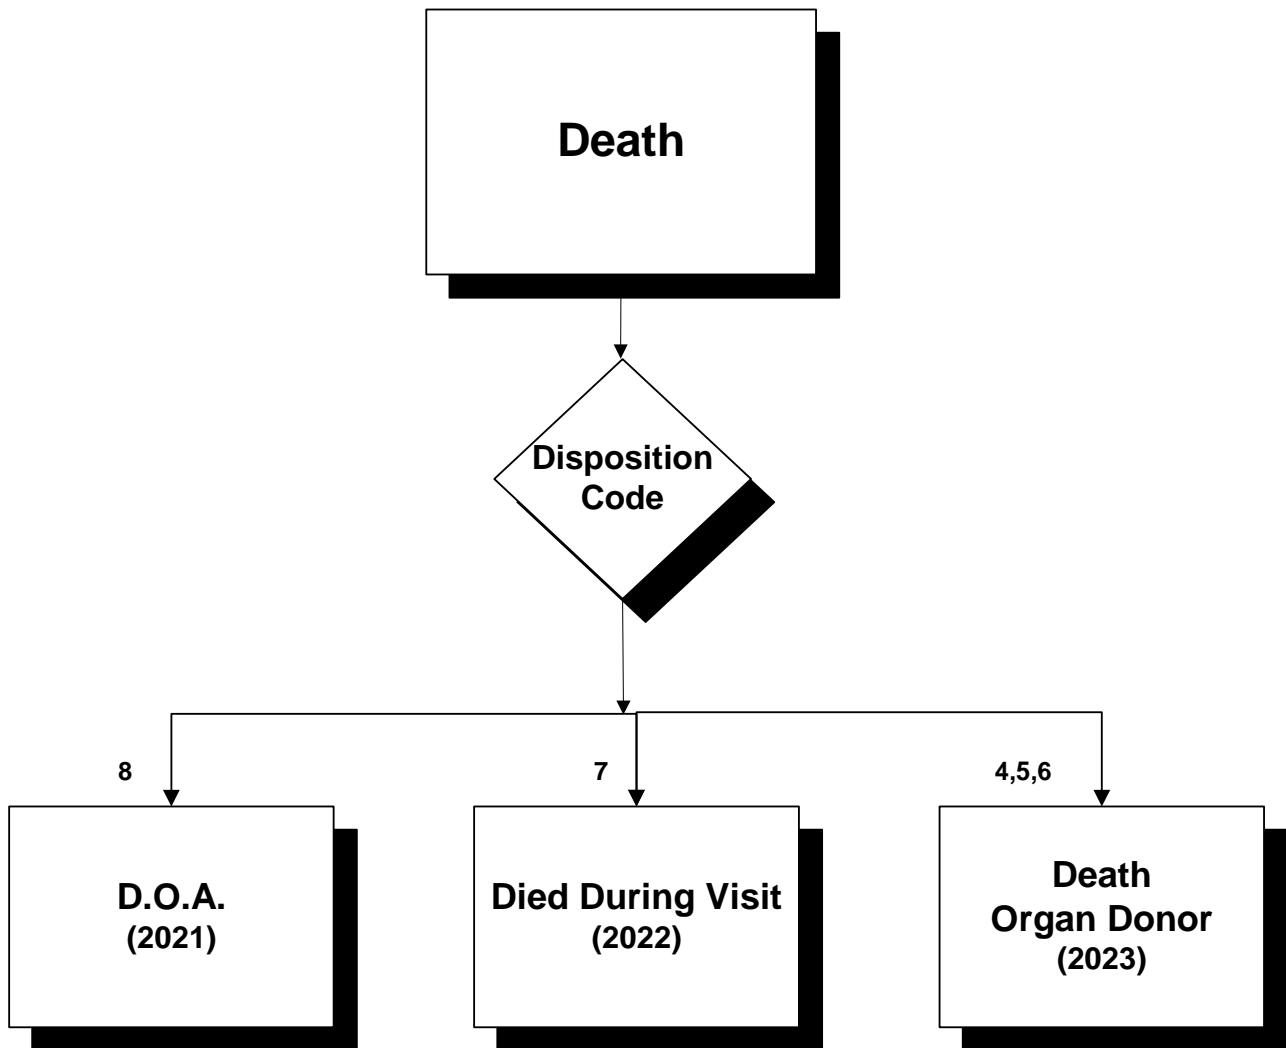 Death
Disposition
Code
8
7
4,5,6
D.O.A.
(2021)
Died During Visit
(2022)
Death
Organ Donor
(2023)